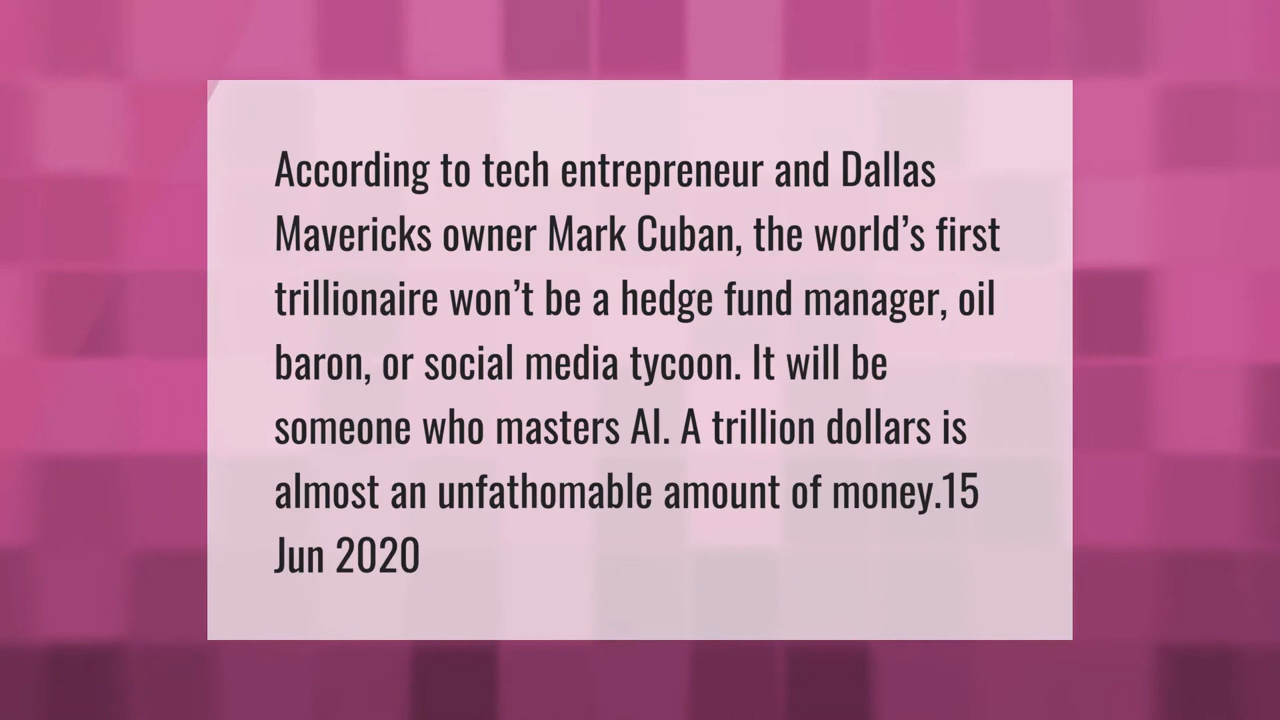 According to tech entrepreneur and Dallas
Mavericks owner Mark Cuban, the world’s first
trillionaire won’t be a hedge fund manager, oil
baron, or social media tycoon. It will be
someone who masters AI. A trillion dollars is
almost an unfathomable amount of money.15
Jun 2020